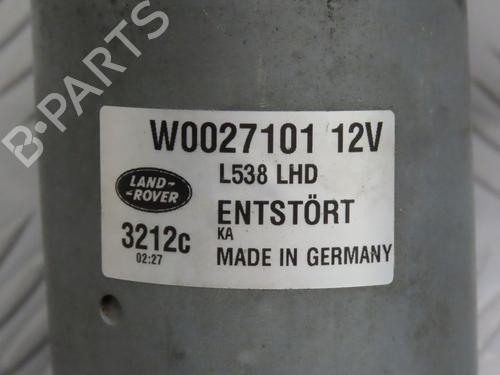 B-PARTS
W0027101 12V
L538 LHD
LAND-
-ROVER
ENTSTÖRT
KA
3212c
02:27
MADE IN GERMANY